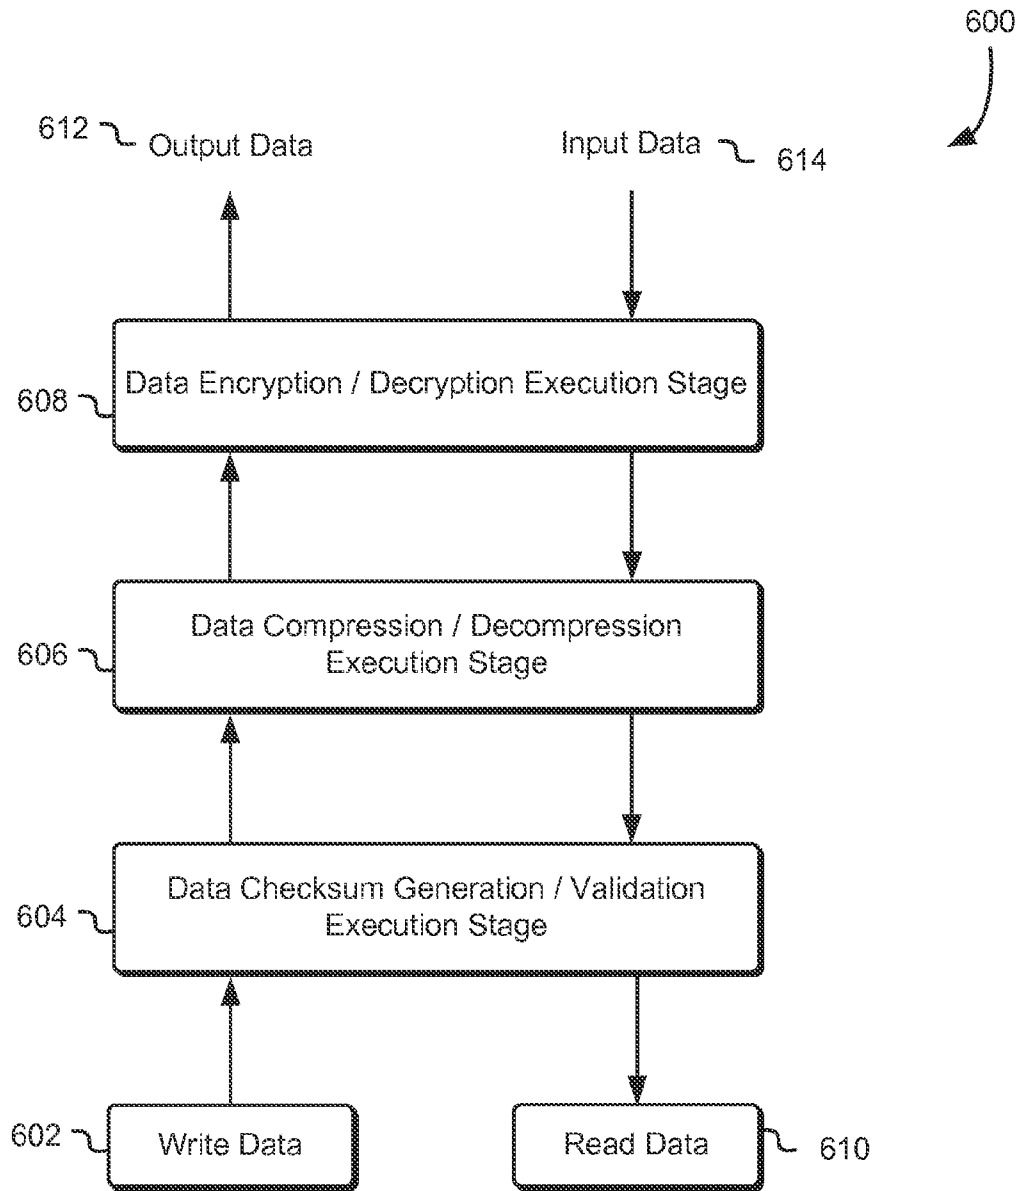 600
612 Output Data
Input Data 614
Data Encryption / Decryption Execution Stage
608
Data Compression / Decompression
Execution Stage
606
Data Checksum Generation / Validation
Execution Stage
604
602 Write Data
Read Data 610